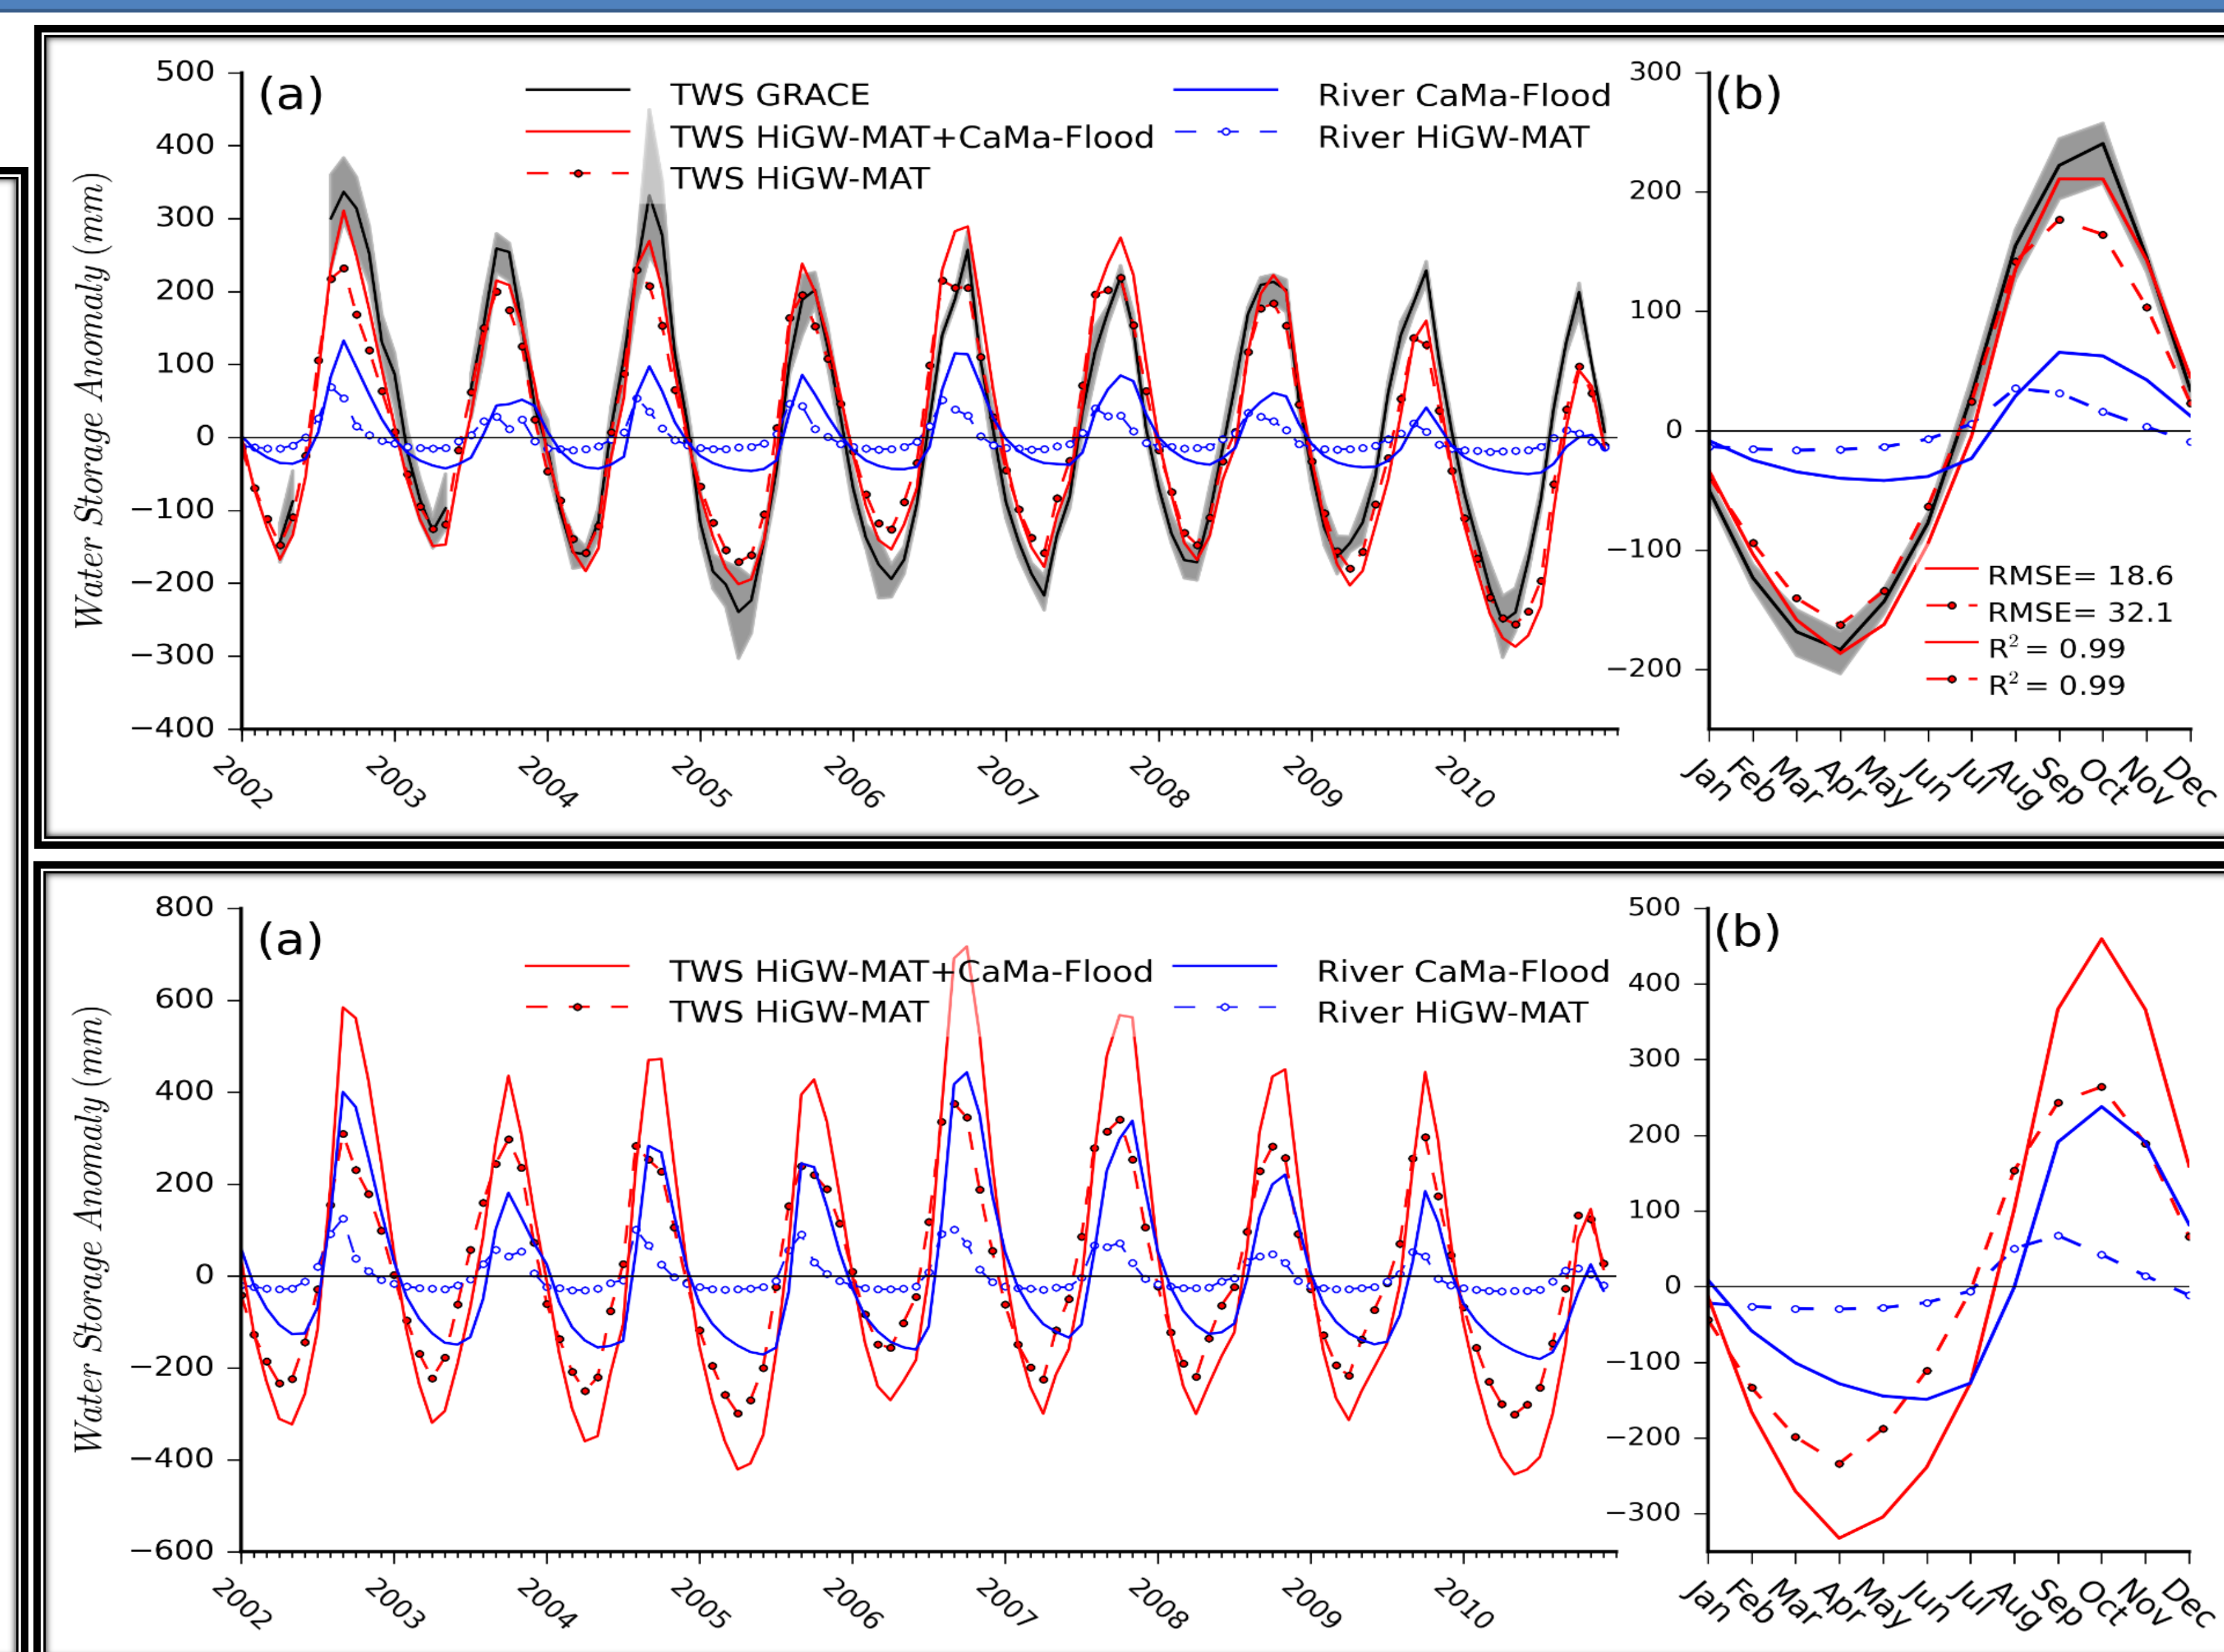 (a)
TWS GRACE
TWS HiGW-MAT+CaMa-Flood
TWS HiGW-MAT
River CaMa-Flood
River HiGW-MAT
Water Storage Anomaly (mm)
500
400
300
200
100
0
−100
−200
−300
−400
2002
2003
2004
2005
2006
2007
2008
2009
2010
(b)
300
200
100
0
−100
−200
RMSE= 18.6
RMSE= 32.1
R² = 0.99
R² = 0.99
Jan
Feb
Mar
Apr
May
Jun
Jul
Aug
Sep
Oct
Nov
Dec
(a)
TWS HiGW-MAT+CaMa-Flood
TWS HiGW-MAT
River CaMa-Flood
River HiGW-MAT
Water Storage Anomaly (mm)
800
600
400
200
0
−200
−400
−600
2002
2003
2004
2005
2006
2007
2008
2009
2010
(b)
500
400
300
200
100
0
−100
−200
−300
Jan
Feb
Mar
Apr
May
Jun
Jul
Aug
Sep
Oct
Nov
Dec